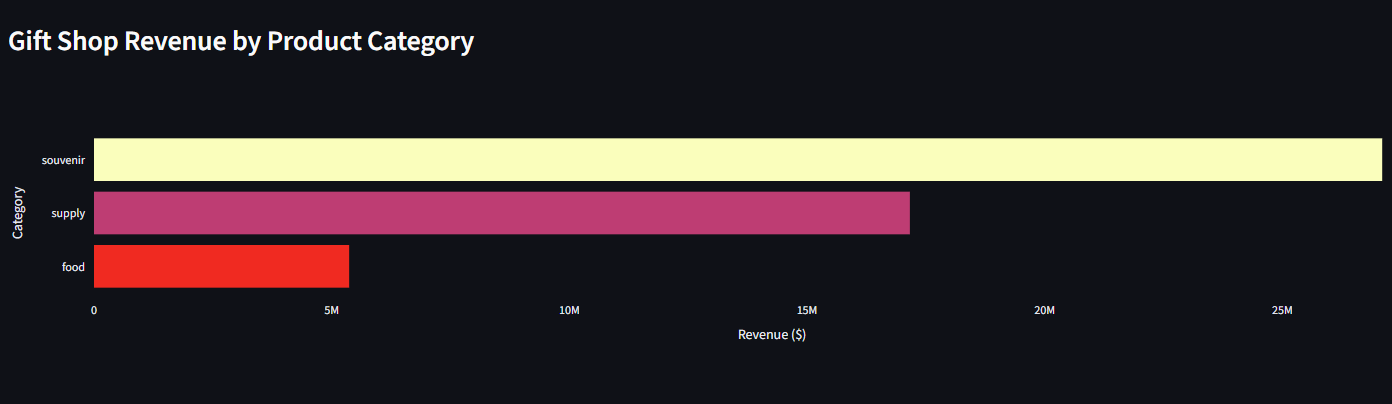 Gift Shop Revenue by Product Category
souvenir
supply
food
Category
0 5M 10M 15M 20M 25M
Revenue ($)